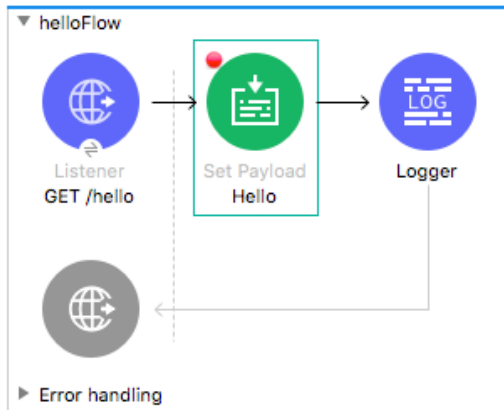 helloFlow
LOG
Listener
GET /hello
Set Payload
Hello
Logger
Error handling